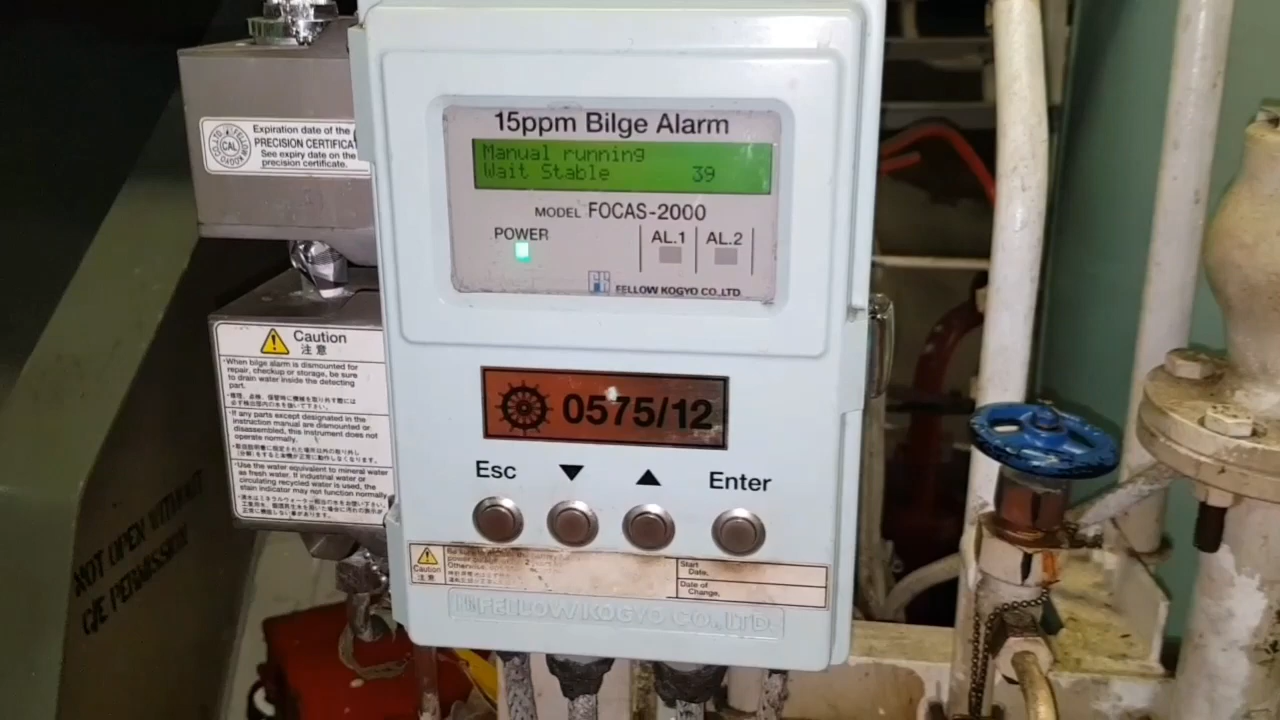 15ppm Bilge Alarm
Manual running
Wait Stable 39
MODEL FOCAS-2000
POWER
AL.1
AL.2
FELLOW KOGYO CO.,LTD.
0575/12
Esc
▼
▲
Enter
Caution
注意
Start
Date,
Date of
Change,
FELLOW KOGYO CO., LTD.
FELLOW KOGYO CO.,LTD
CAL
Expiration date of the
PRECISION CERTIFICA
See expiry date on the
precision certificate.
Caution
注意
・When bilge alarm is dismounted for
repair, checkup or storage, be sure
to drain water inside the detecting
part.
・If any parts except designated in the
instruction manual are dismounted or
disassembled, this instrument does not
operate normally.
・Use the water equivalent to mineral water
as fresh water. If industrial water or
circulating recycled water is used, the
stain indicator may not function normally
NOT OPEN WITHOUT
C/E PERMISSION